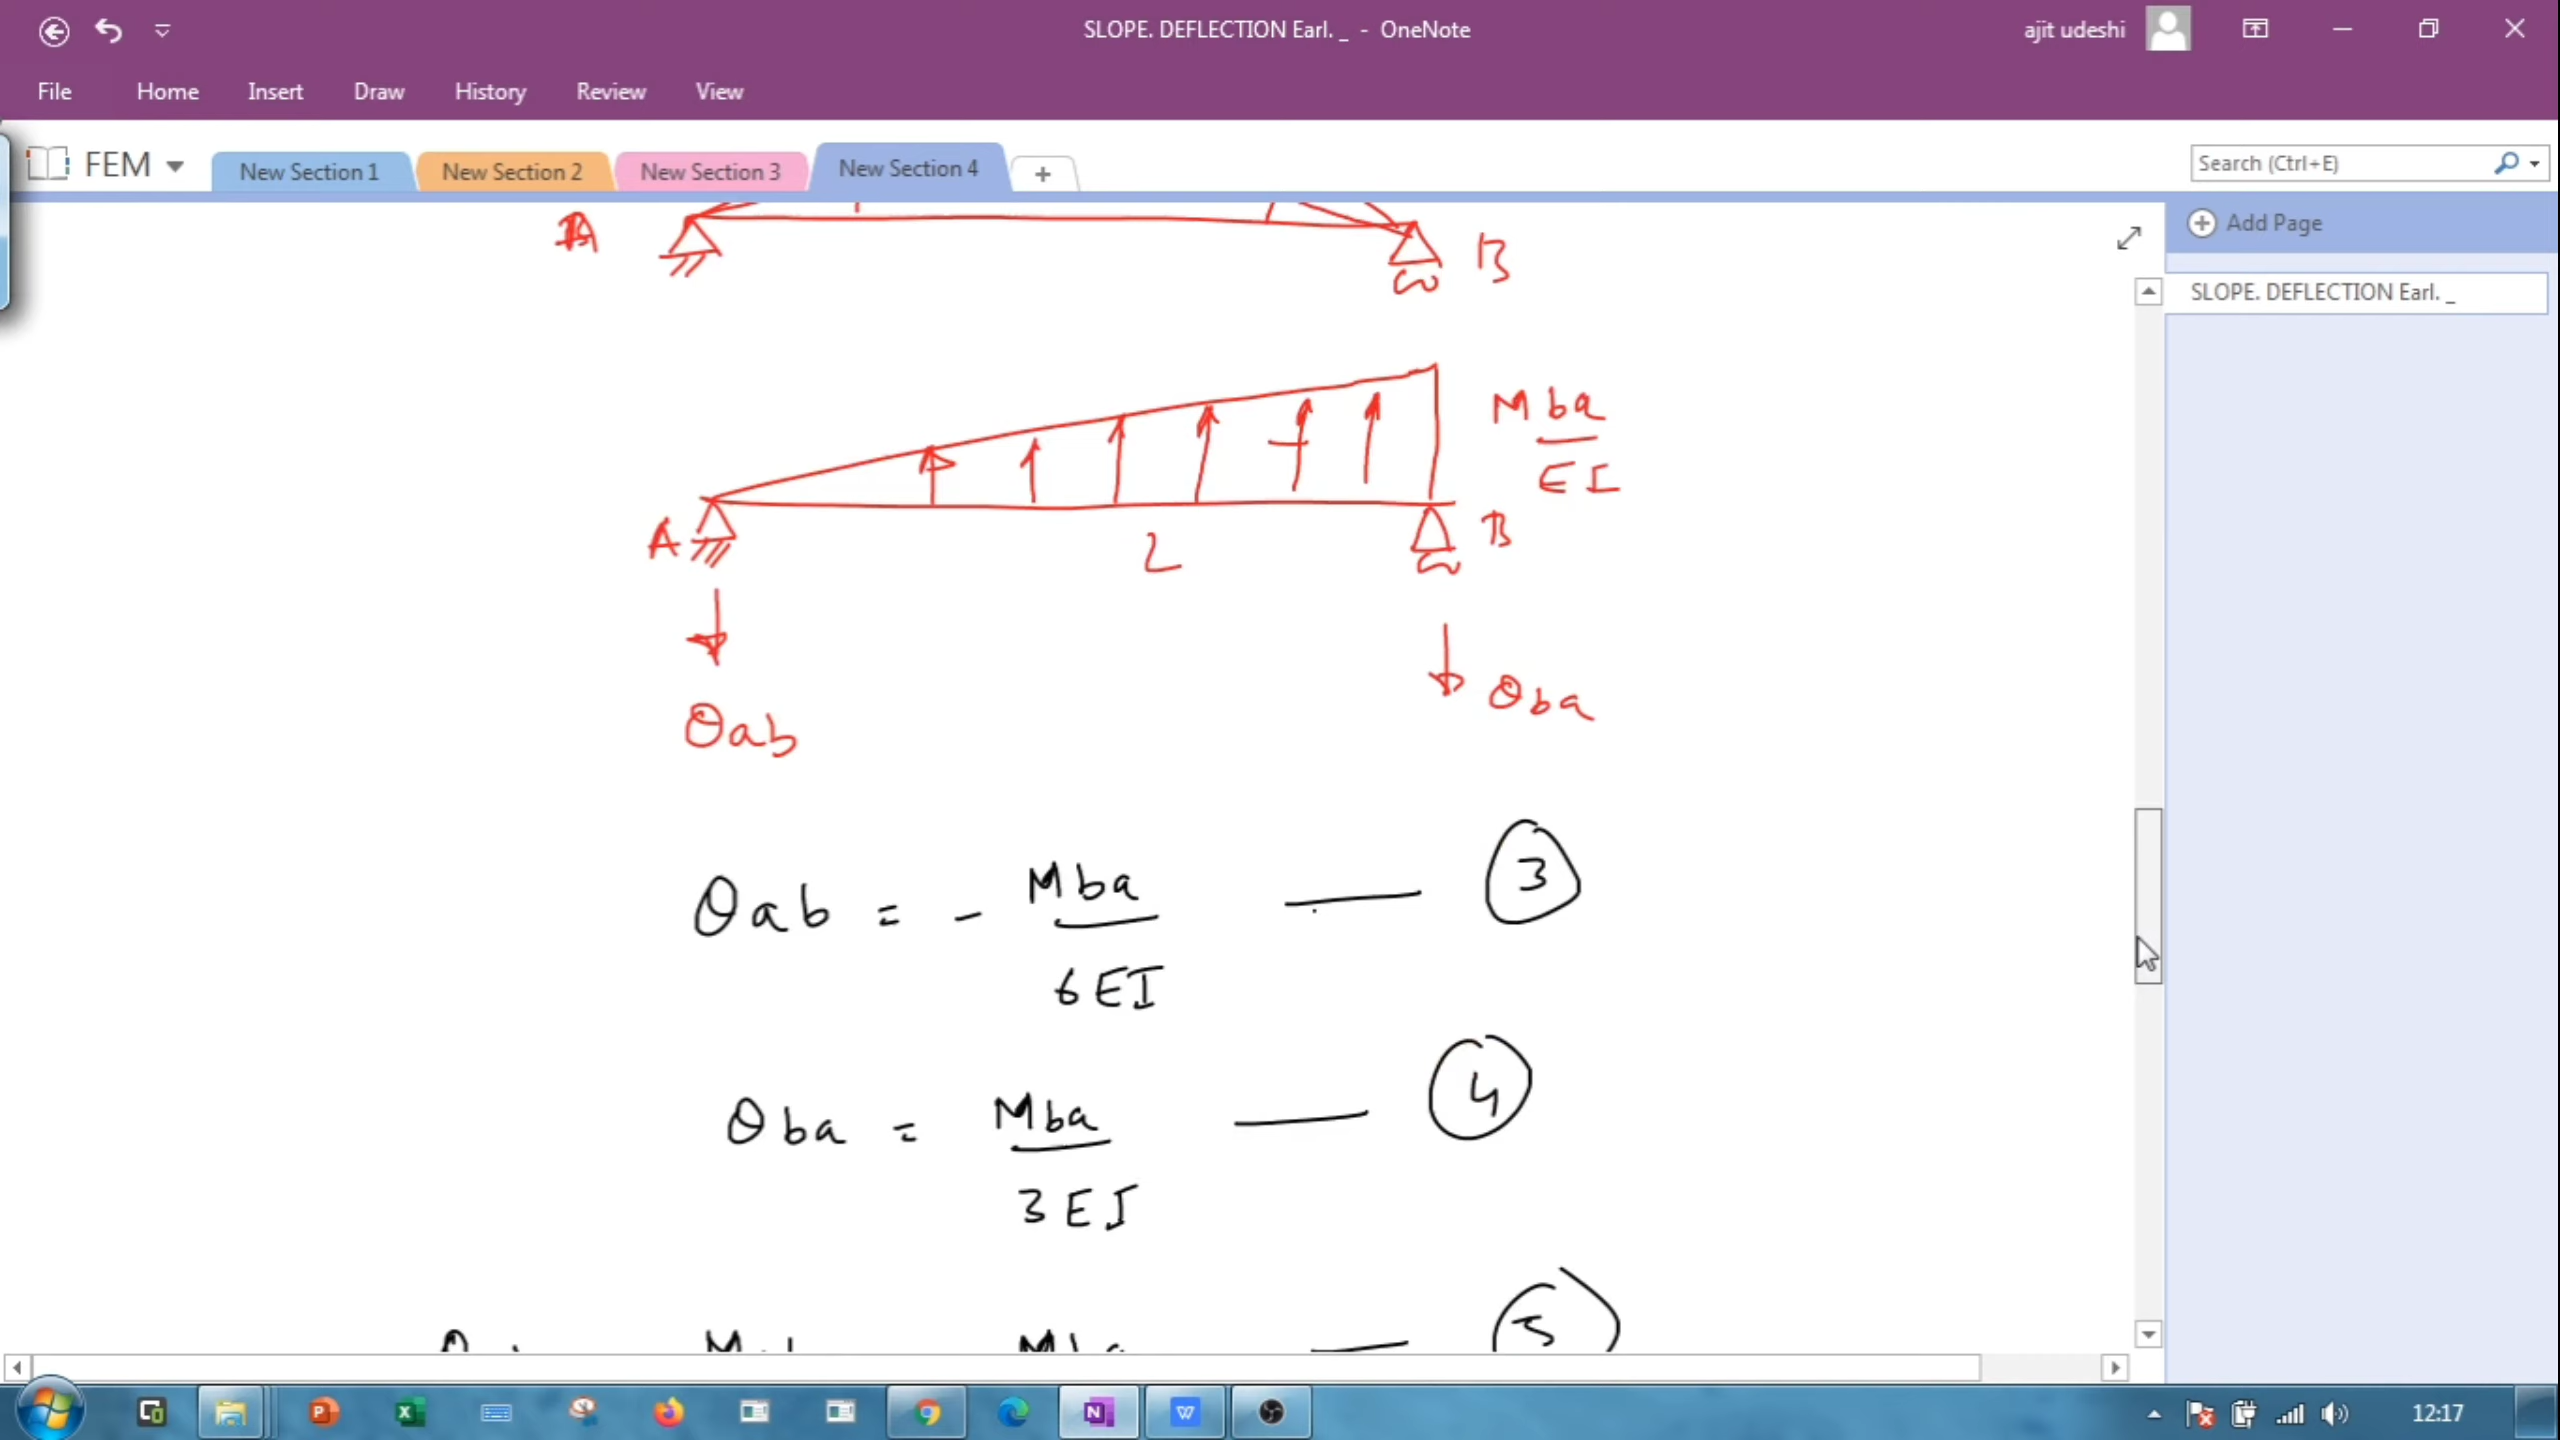 SLOPE. DEFLECTION Earl. _ - OneNote
ajit udeshi
File Home Insert Draw History Review View
FEM New Section 1 New Section 2 New Section 3 New Section 4 +
Search (Ctrl+E)
Add Page
SLOPE. DEFLECTION Earl. _
A B
Mba
EI
A L B
θab
θba
θab = - Mba
6EI
3
θba = Mba
3EI
4
Mba
5
12:17